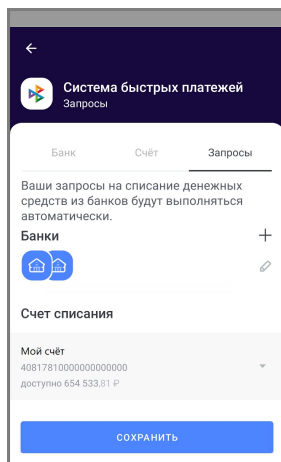 Система быстрых платежей
Запросы
Банк Счёт Запросы
Ваши запросы на списание денежных
средств из банков будут выполняться
автоматически.
Банки
Счет списания
Мой счёт
40817810000000000000
доступно 654 533,81 ₽
СОХРАНИТЬ